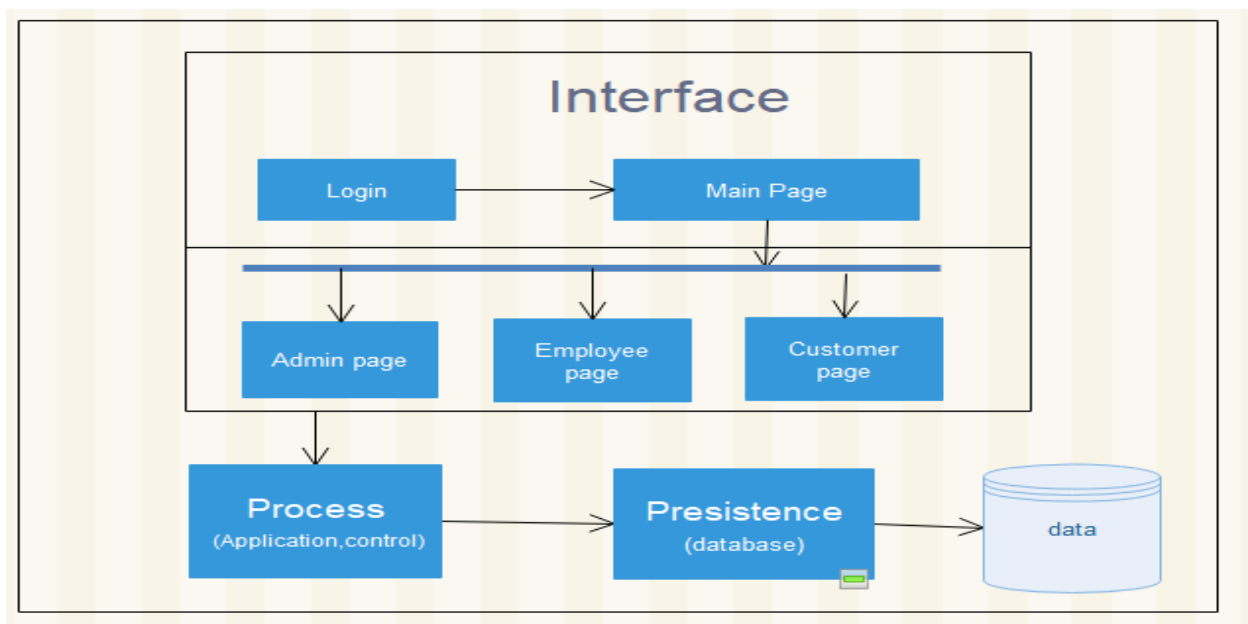 Interface
Login
Main Page
Admin page
Employee
page
Customer
page
Process
(Application,control)
Presistence
(database)
data